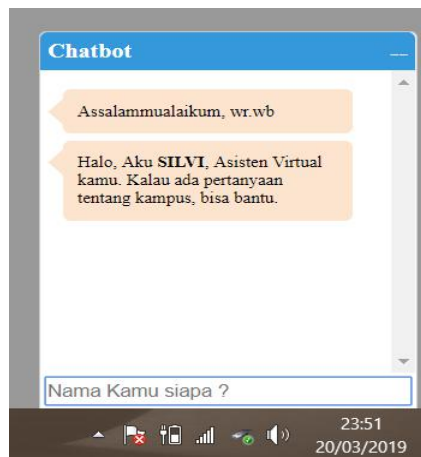 Chatbot
Assalammualaikum, wr.wb
Halo, Aku SILVI, Asisten Virtual
kamu. Kalau ada pertanyaan
tentang kampus, bisa bantu.
Nama Kamu siapa ?
23:51
20/03/2019